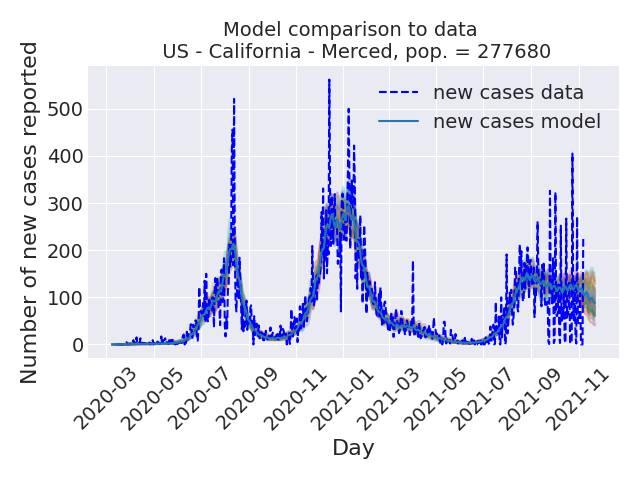 Model comparison to data
US - California - Merced, pop. = 277680
Number of new cases reported
500
400
300
200
100
0
new cases data
new cases model
2020-03
2020-05
2020-07
2020-09
2020-11
2021-01
2021-03
2021-05
2021-07
2021-09
2021-11
Day